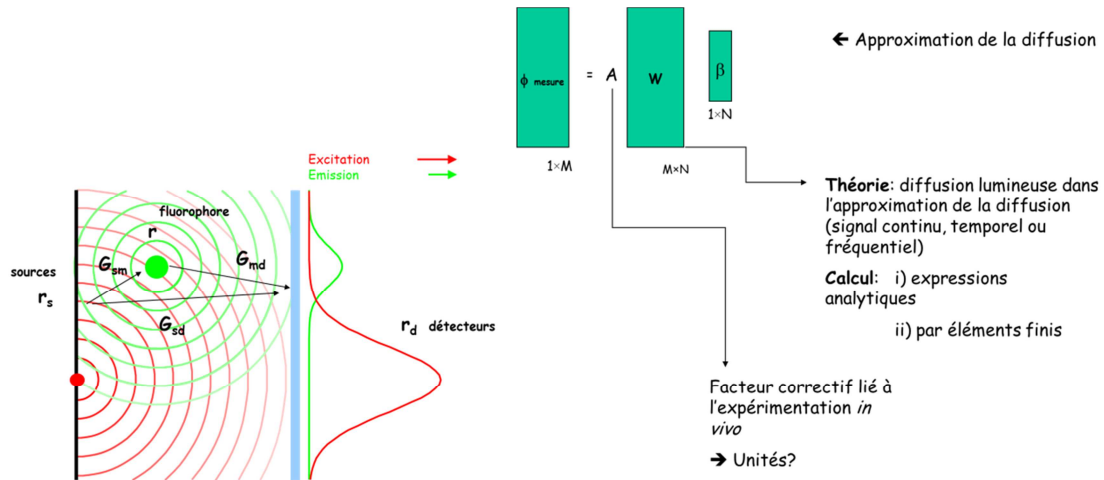 ← Approximation de la diffusion
ϕ mesure = A W β
1×N
1×M
M×N
Excitation
Emission
fluorophore
r
G_sm
G_md
sources
r_s
G_sd
r_d détecteurs
Théorie: diffusion lumineuse dans
l'approximation de la diffusion
(signal continu, temporel ou
fréquentiel)
Calcul: i) expressions
analytiques
ii) par éléments finis
Facteur correctif lié à
l'expérimentation in
vivo
→ Unités?